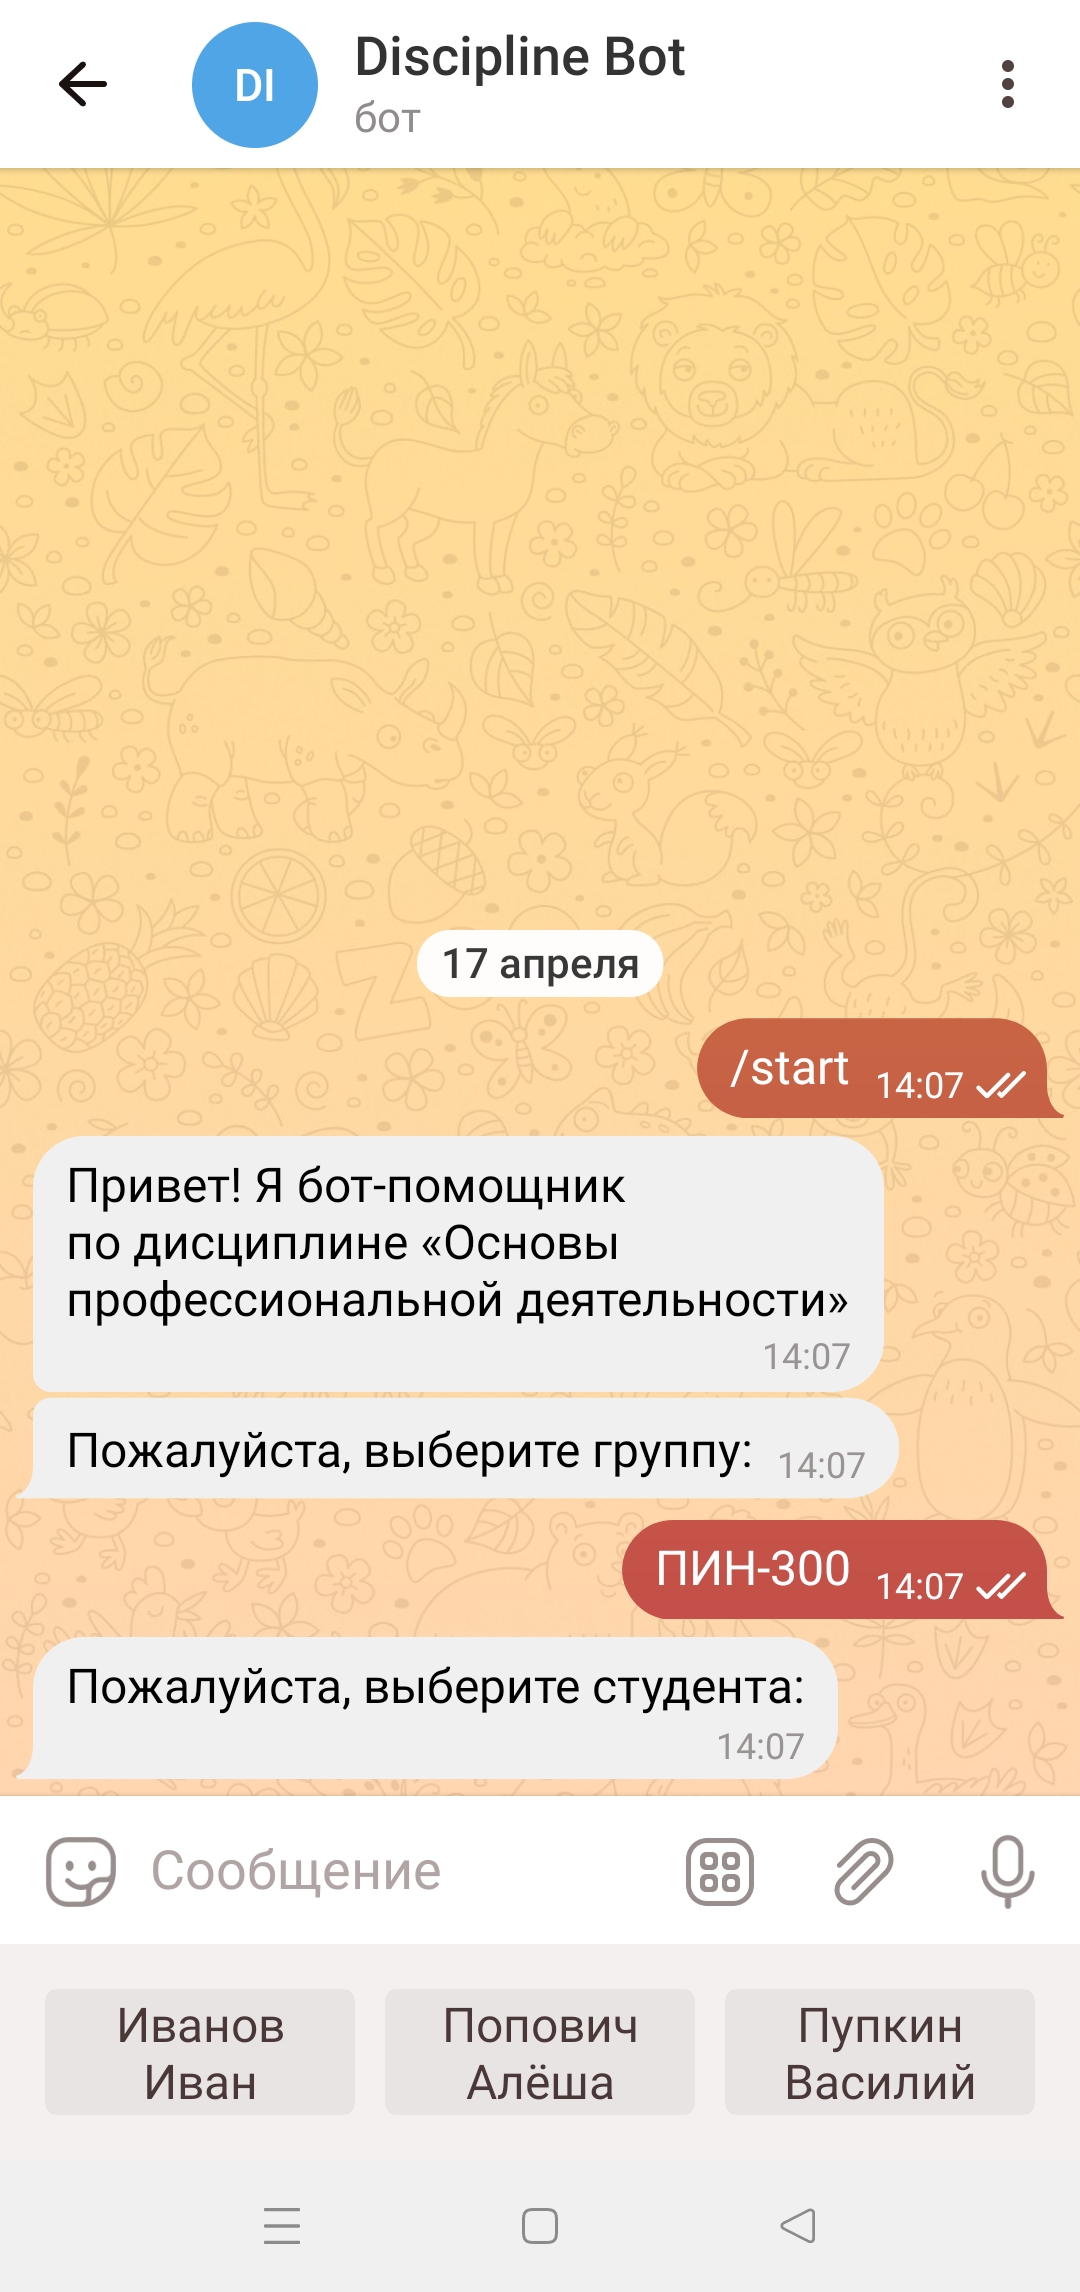 DI
Discipline Bot
бот
17 апреля
/start 14:07
Привет! Я бот-помощник
по дисциплине «Основы
профессиональной деятельности»
14:07
Пожалуйста, выберите группу: 14:07
ПИН-300 14:07
Пожалуйста, выберите студента:
14:07
Сообщение
Иванов
Иван
Попович
Алёша
Пупкин
Василий